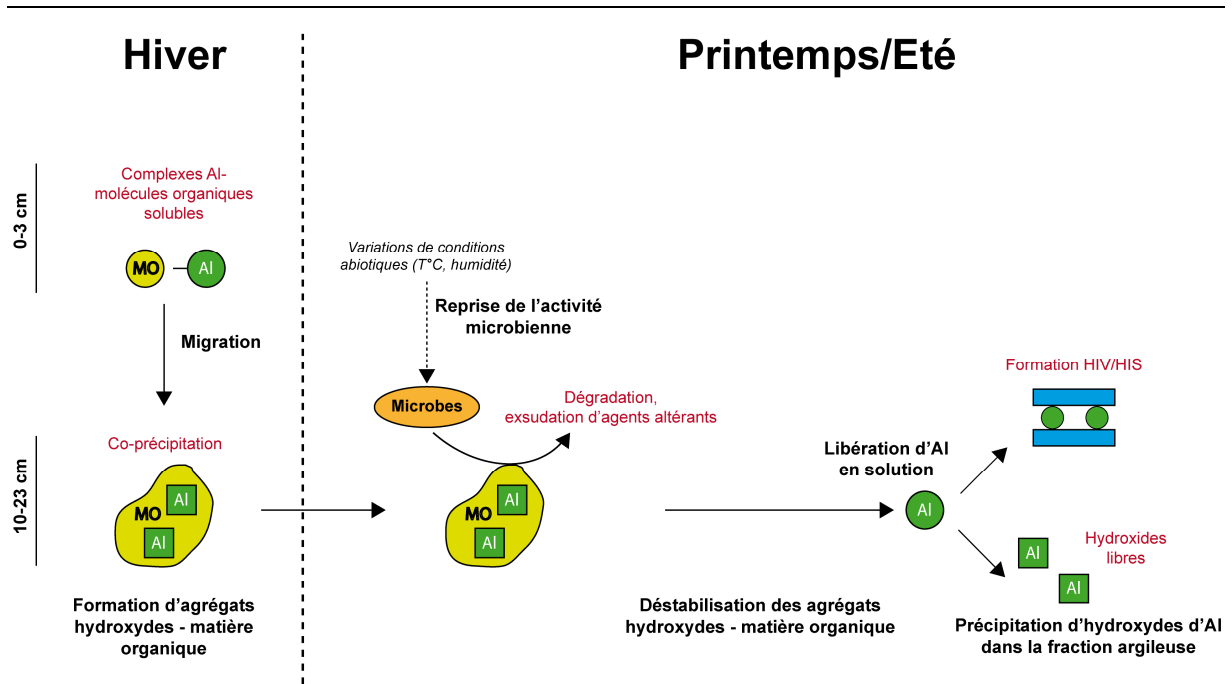 Hiver
Printemps/Eté
0-3 cm
Complexes Al-
molécules organiques
solubles
MO
Al
Migration
Variations de conditions
abiotiques (T°C, humidité)
Reprise de l'activité
microbienne
Microbes
Dégradation,
exsudation d'agents altérants
10-23 cm
Co-précipitation
MO
Al
Al
Formation d'agrégats
hydroxydes - matière
organique
MO
Al
Al
Déstabilisation des agrégats
hydroxydes - matière organique
Libération d'Al
en solution
Al
Formation HIV/HIS
Al
Al
Hydroxides
libres
Précipitation d'hydroxydes d'Al
dans la fraction argileuse